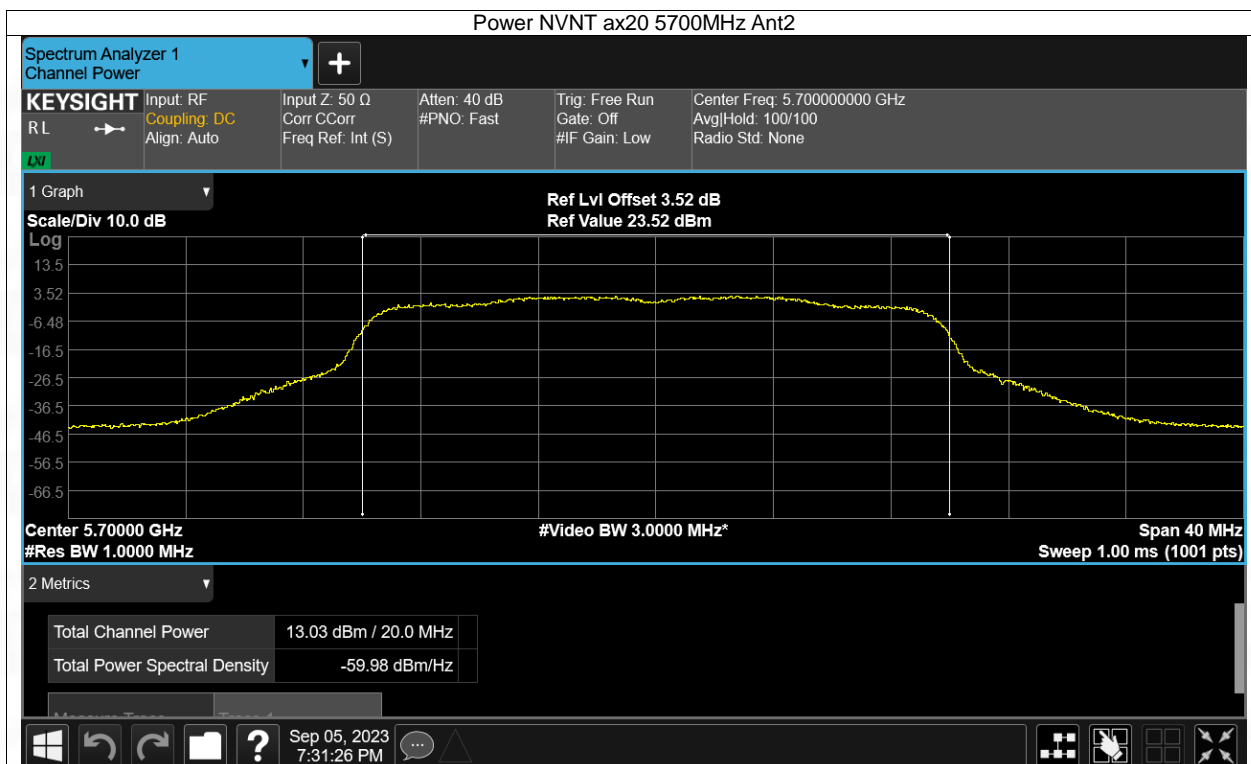 Power NVNT ax20 5700MHz Ant2
Spectrum Analyzer 1
Channel Power
KEYSIGHT
RL
LXI
Input: RF
Coupling: DC
Align: Auto
Input Z: 50 Ω
Corr CCorr
Freq Ref: Int (S)
Atten: 40 dB
#PNO: Fast
Trig: Free Run
Gate: Off
#IF Gain: Low
Center Freq: 5.700000000 GHz
Avg|Hold: 100/100
Radio Std: None
1 Graph
Scale/Div 10.0 dB
Ref Lvl Offset 3.52 dB
Ref Value 23.52 dBm
Log
13.5
3.52
-6.48
-16.5
-26.5
-36.5
-46.5
-56.5
-66.5
Center 5.70000 GHz
#Res BW 1.0000 MHz
#Video BW 3.0000 MHz*
Span 40 MHz
Sweep 1.00 ms (1001 pts)
2 Metrics
Total Channel Power 13.03 dBm / 20.0 MHz
Total Power Spectral Density -59.98 dBm/Hz
?
Sep 05, 2023
7:31:26 PM